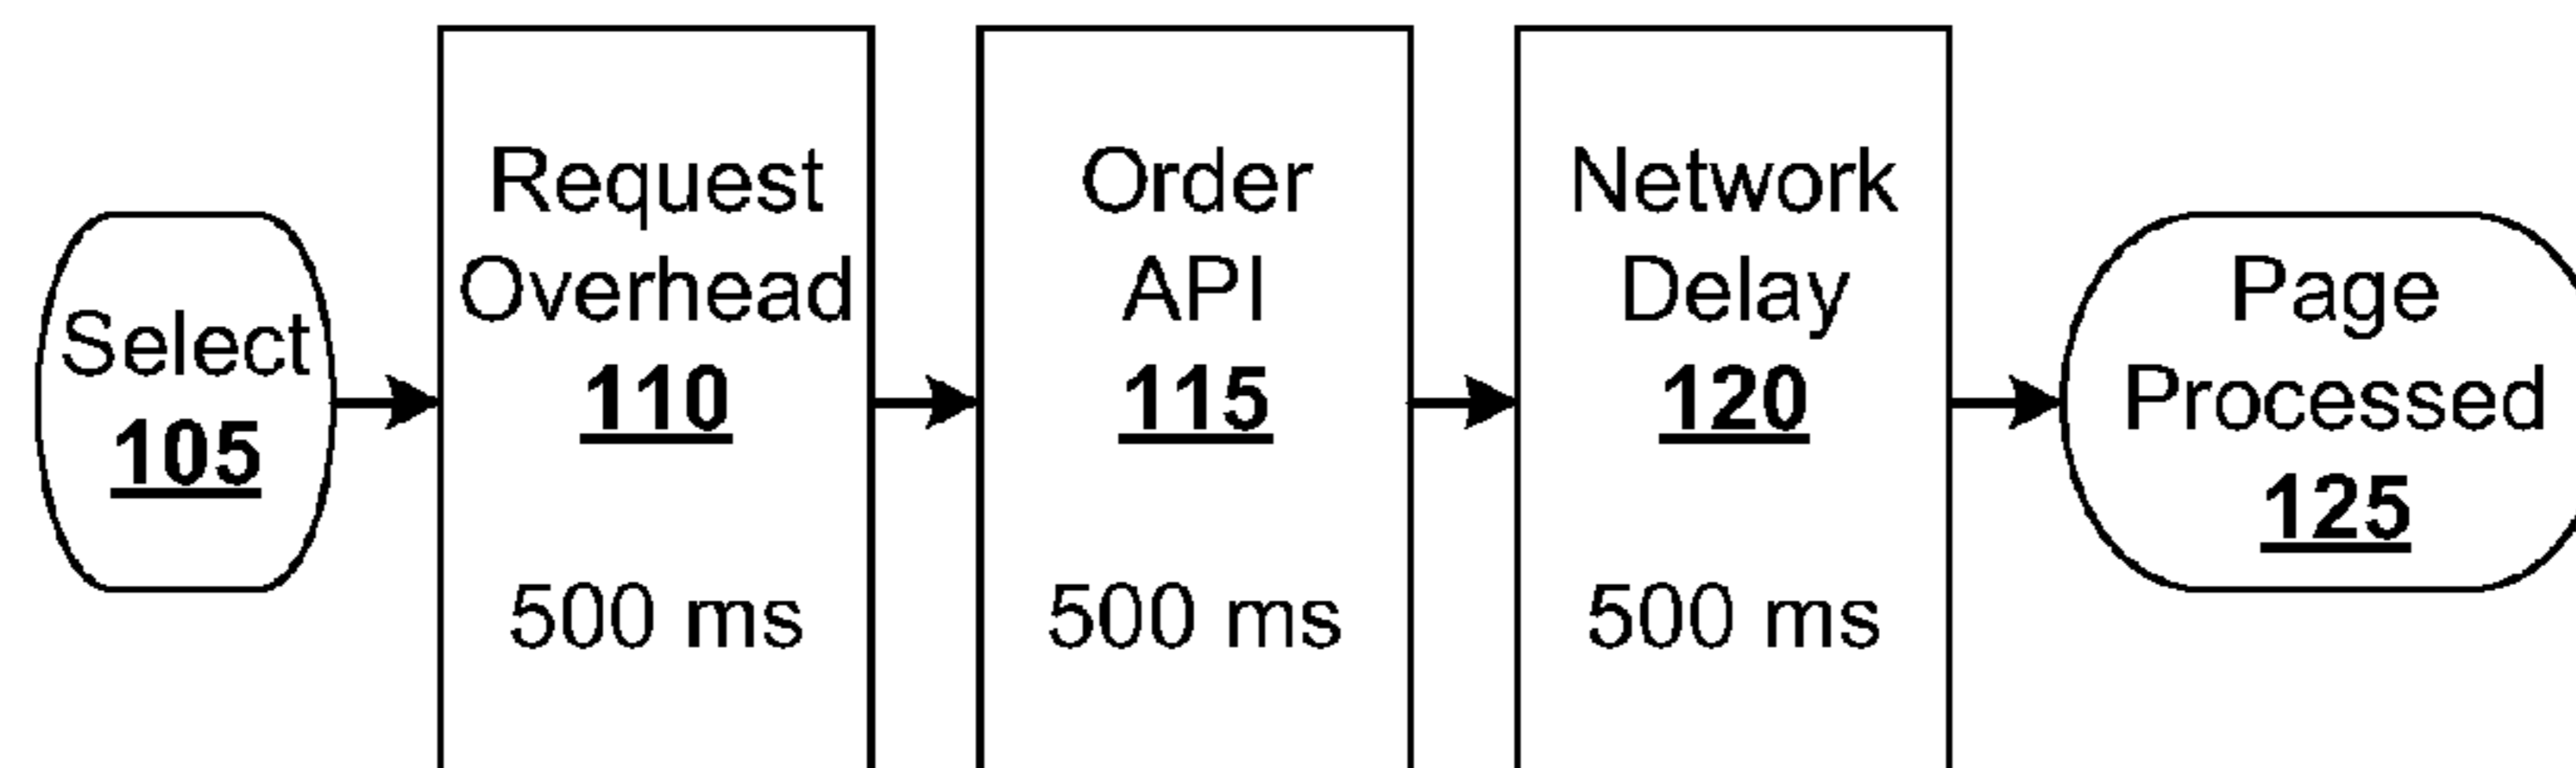 Select
105
Request
Overhead
110
500 ms
Order
API
115
500 ms
Network
Delay
120
500 ms
Page
Processed
125